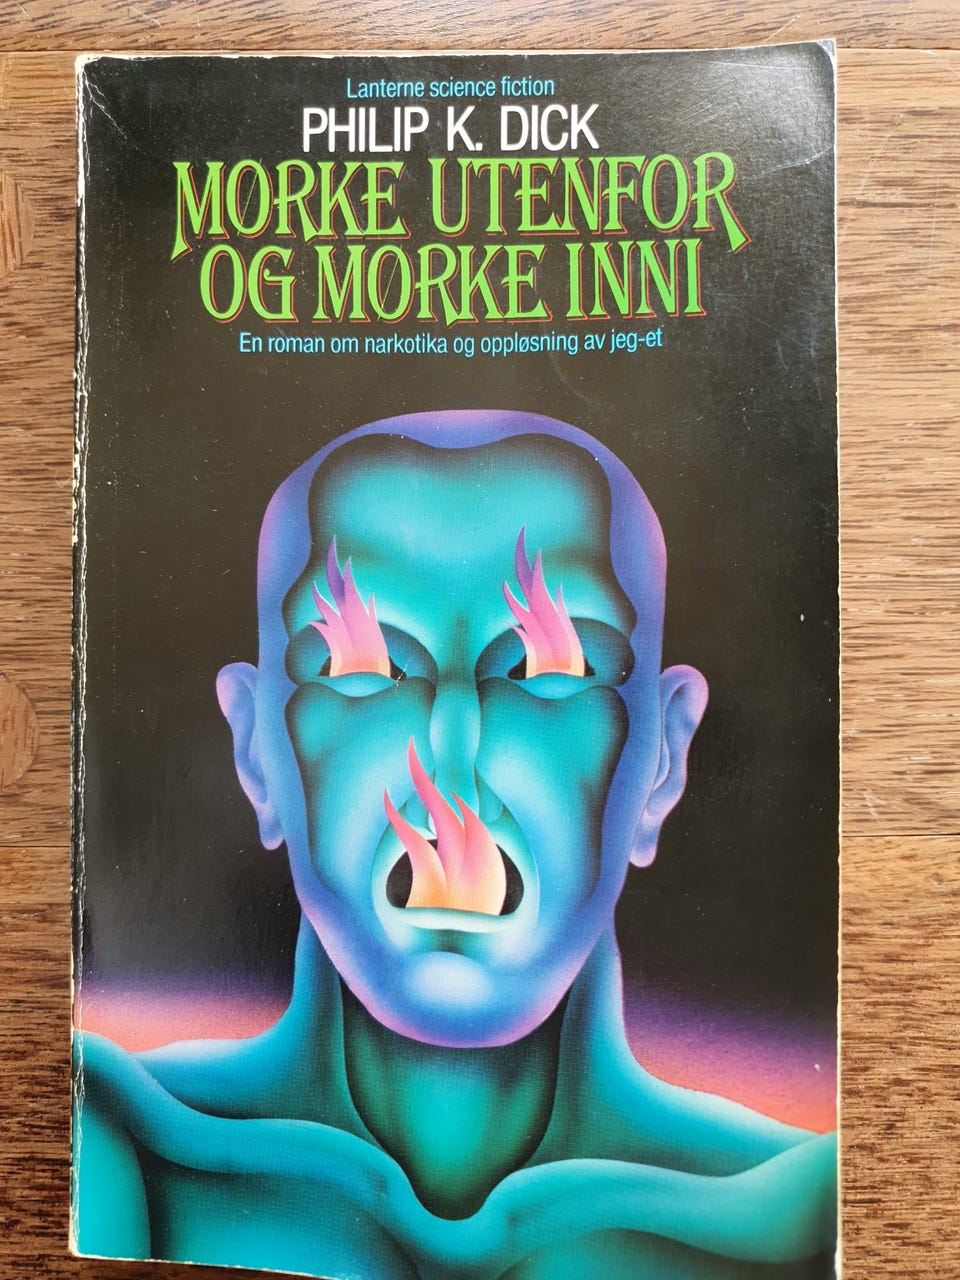 Lanterne science fiction
PHILIP K. DICK
MØRKE UTENFOR
OG MØRKE INNI
En roman om narkotika og oppløsning av jeg-et